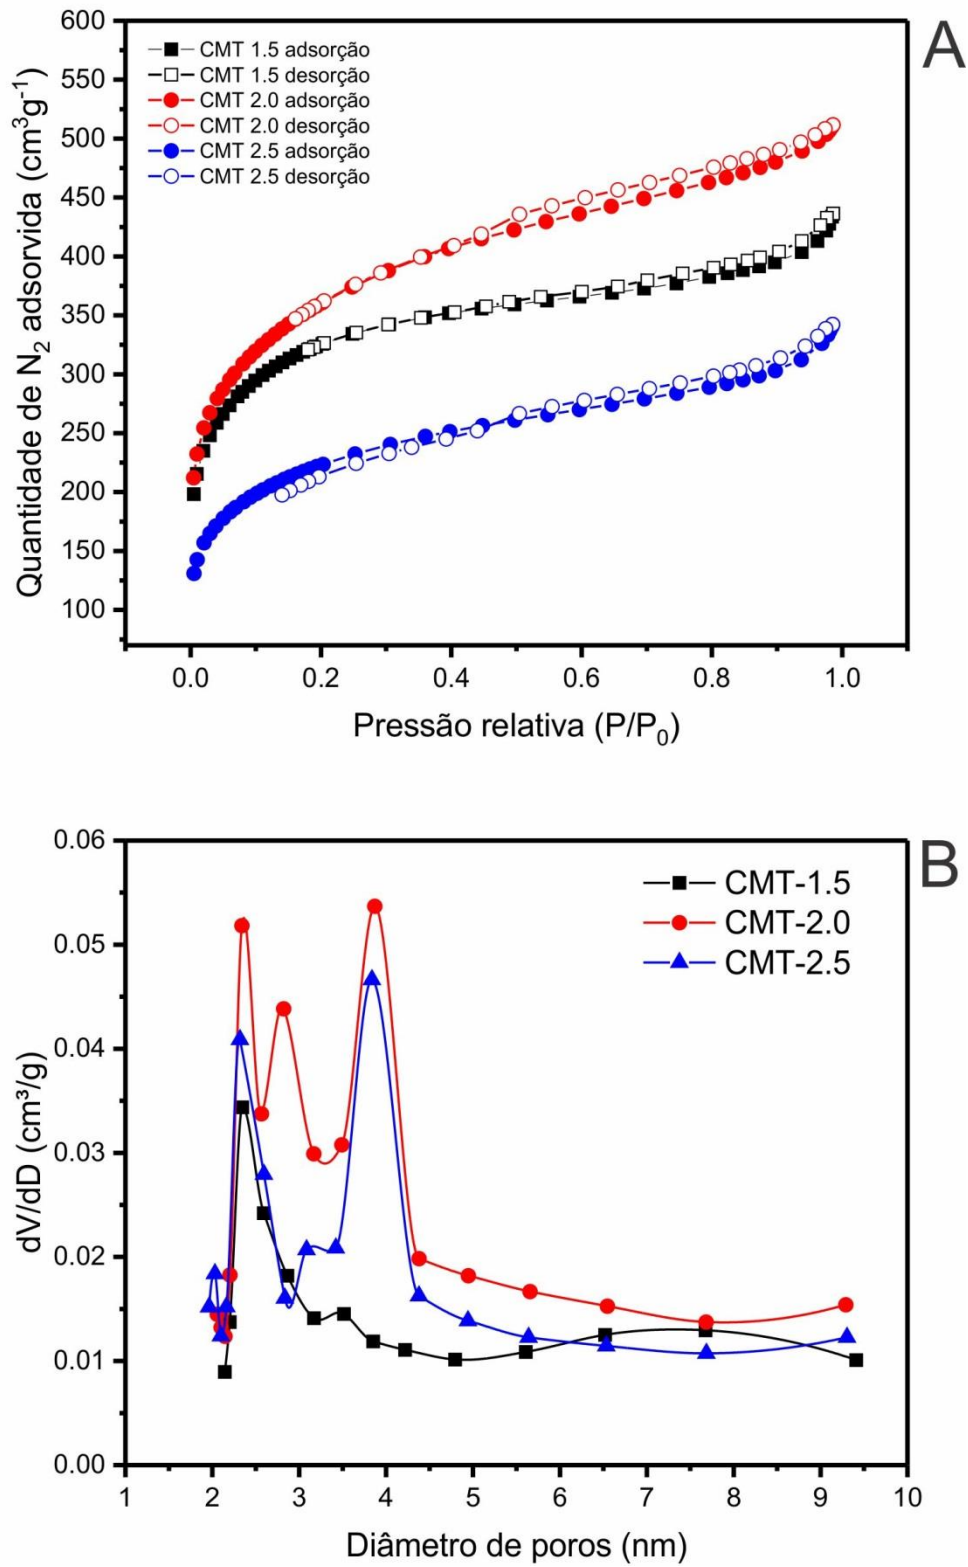 A
600
550
500
450
400
350
300
250
200
150
100
Quantidade de N2 adsorvida (cm³g⁻¹)
CMT 1.5 adsorção
CMT 1.5 desorção
CMT 2.0 adsorção
CMT 2.0 desorção
CMT 2.5 adsorção
CMT 2.5 desorção
0.0 0.2 0.4 0.6 0.8 1.0
Pressão relativa (P/P0)
B
0.06
0.05
0.04
0.03
0.02
0.01
0.00
dV/dD (cm³/g)
CMT-1.5
CMT-2.0
CMT-2.5
1 2 3 4 5 6 7 8 9 10
Diâmetro de poros (nm)